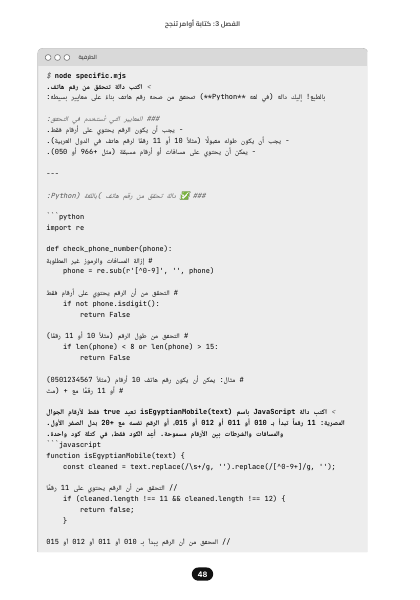 الفصل 3: كتابة أوامر تنجح
الطرفية
$ node specific.mjs
> اكتب دالة تتحقق من رقم هاتف.
بالطبع! إليك دالة (في لغة **Python**) تتحقق من صحة رقم هاتف بناءً على معايير بسيطة:
### المعايير التي أستخدم في التحقق:
- يجب أن يكون الرقم يحتوي على أرقام فقط.
- يجب أن يكون طوله مقبولًا (مثلاً 10 أو 11 رقمًا لرقم هاتف في الدول العربية).
- يمكن أن يحتوي على مسافات أو أرقام مسبقة (مثل +966 أو 050).
---
### ✅ دالة تحقق من رقم هاتف (باللغة Python):
```python
import re
def check_phone_number(phone):
# إزالة المسافات والرموز غير المطلوبة
phone = re.sub(r'[^0-9]', '', phone)
# التحقق من أن الرقم يحتوي على أرقام فقط
if not phone.isdigit():
return False
# التحقق من طول الرقم (مثلاً 10 أو 11 رقمًا)
if len(phone) < 8 or len(phone) > 15:
return False
# مثال: يمكن أن يكون رقم هاتف 10 أرقام (مثلاً 0501234567)
# أو 11 رقمًا مع + (مث
> اكتب دالة JavaScript باسم isEgyptianMobile(text) تعيد true فقط لأرقام الجوال
المصرية: 11 رقماً تبدأ بـ 010 أو 011 أو 012 أو 015، أو الرقم نفسه مع +20 بدل الصفر الأول.
والمسافات والشرطات بين الأرقام مسموحة. أعد الكود فقط، في كتلة كود واحدة.
```javascript
function isEgyptianMobile(text) {
const cleaned = text.replace(/\s+/g, '').replace(/[^0-9+]/g, '');
// التحقق من أن الرقم يحتوي على 11 رقمًا
if (cleaned.length !== 11 && cleaned.length !== 12) {
return false;
}
// التحقق من أن الرقم يبدأ بـ 010 أو 011 أو 012 أو 015
48